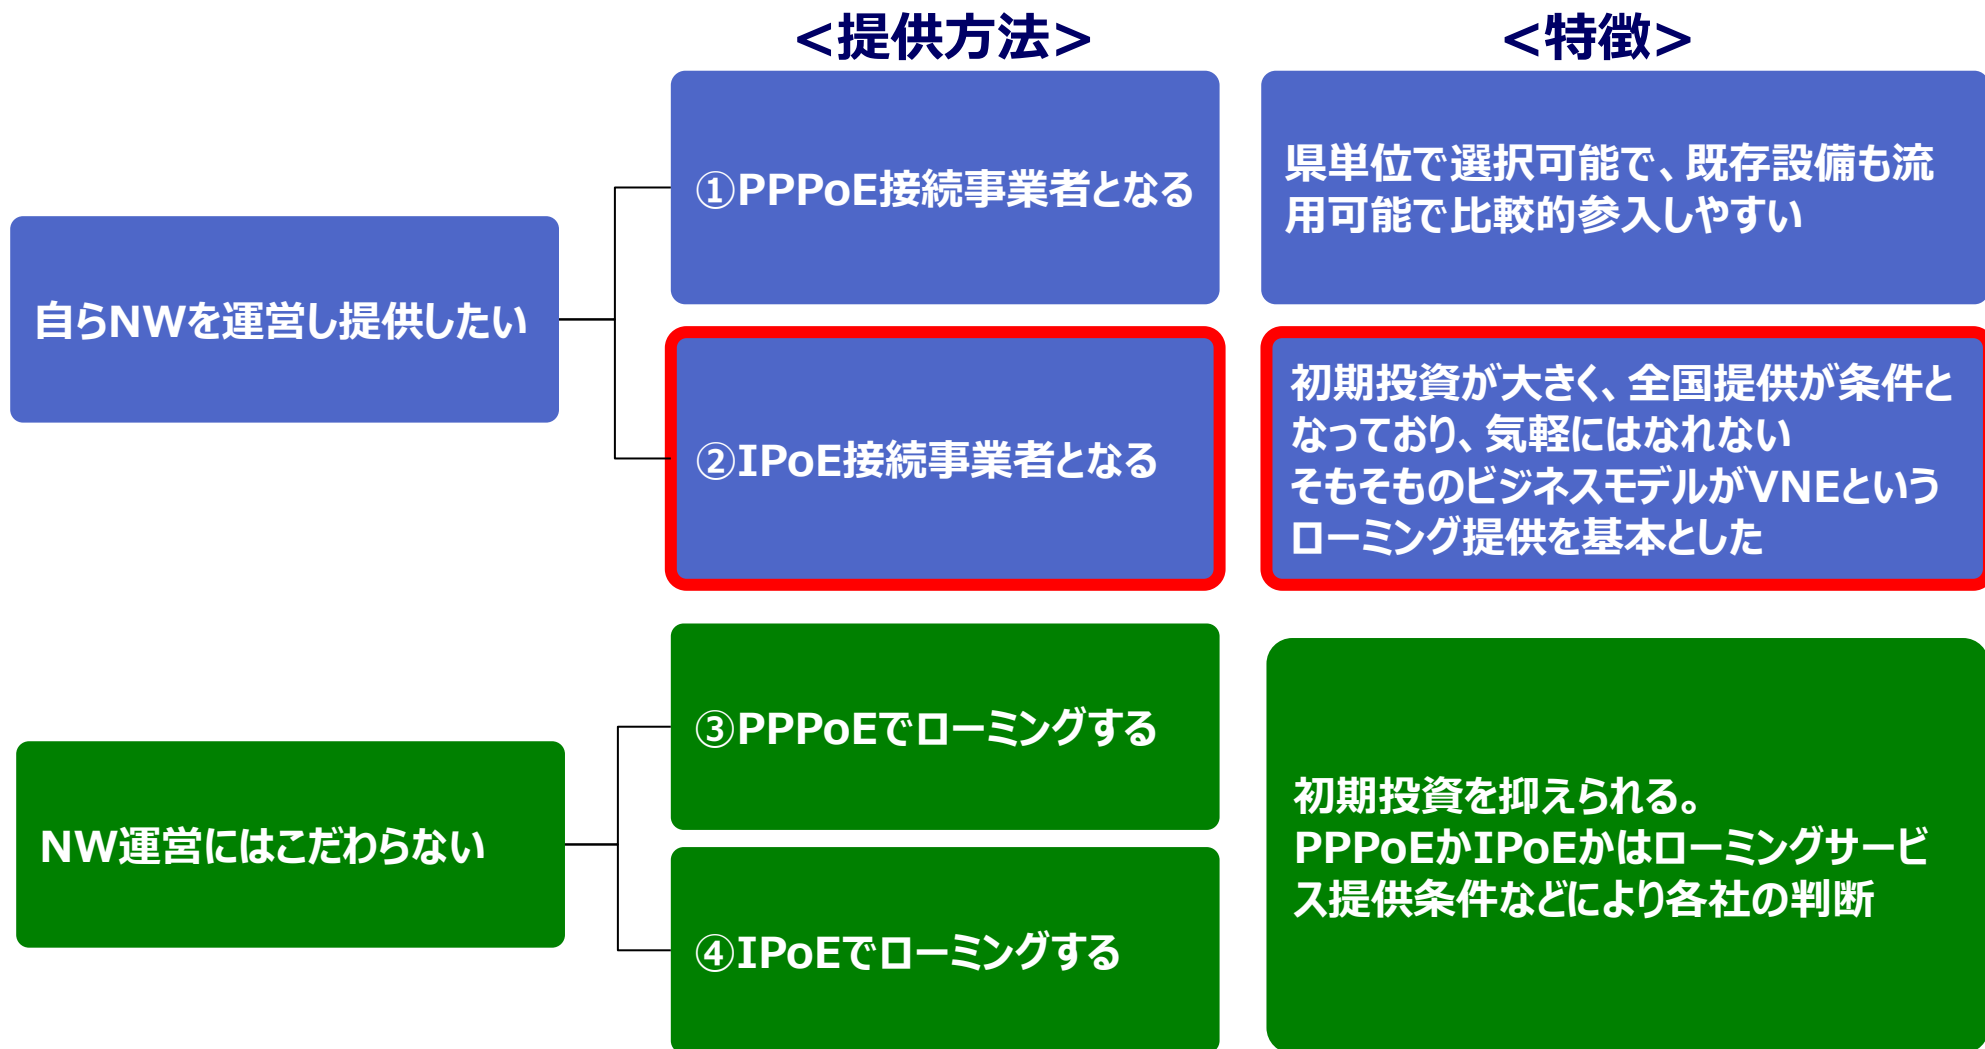 <提供方法>
<特徴>
自らNWを運営し提供したい
①PPPoE接続事業者となる
県単位で選択可能で、既存設備も流
用可能で比較的参入しやすい
②IPoE接続事業者となる
初期投資が大きく、全国提供が条件と
なっており、気軽にはなれない
そもそものビジネスモデルがVNEという
ローミング提供を基本とした
NW運営にはこだわらない
③PPPoEでローミングする
④IPoEでローミングする
初期投資を抑えられる。
PPPoEかIPoEかはローミングサービ
ス提供条件などにより各社の判断